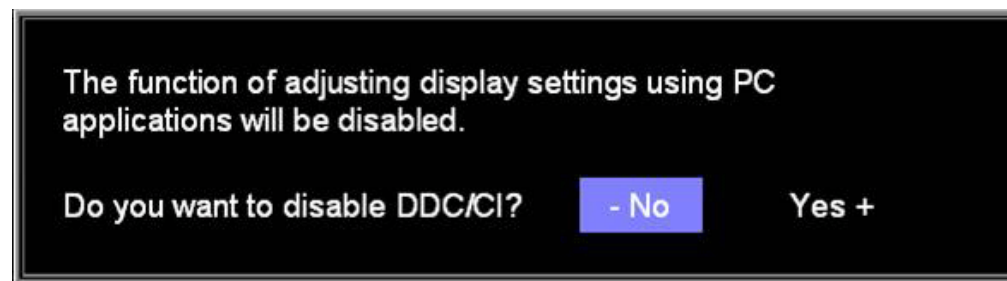 The function of adjusting display settings using PC
applications will be disabled.
Do you want to disable DDC/CI? - No Yes +